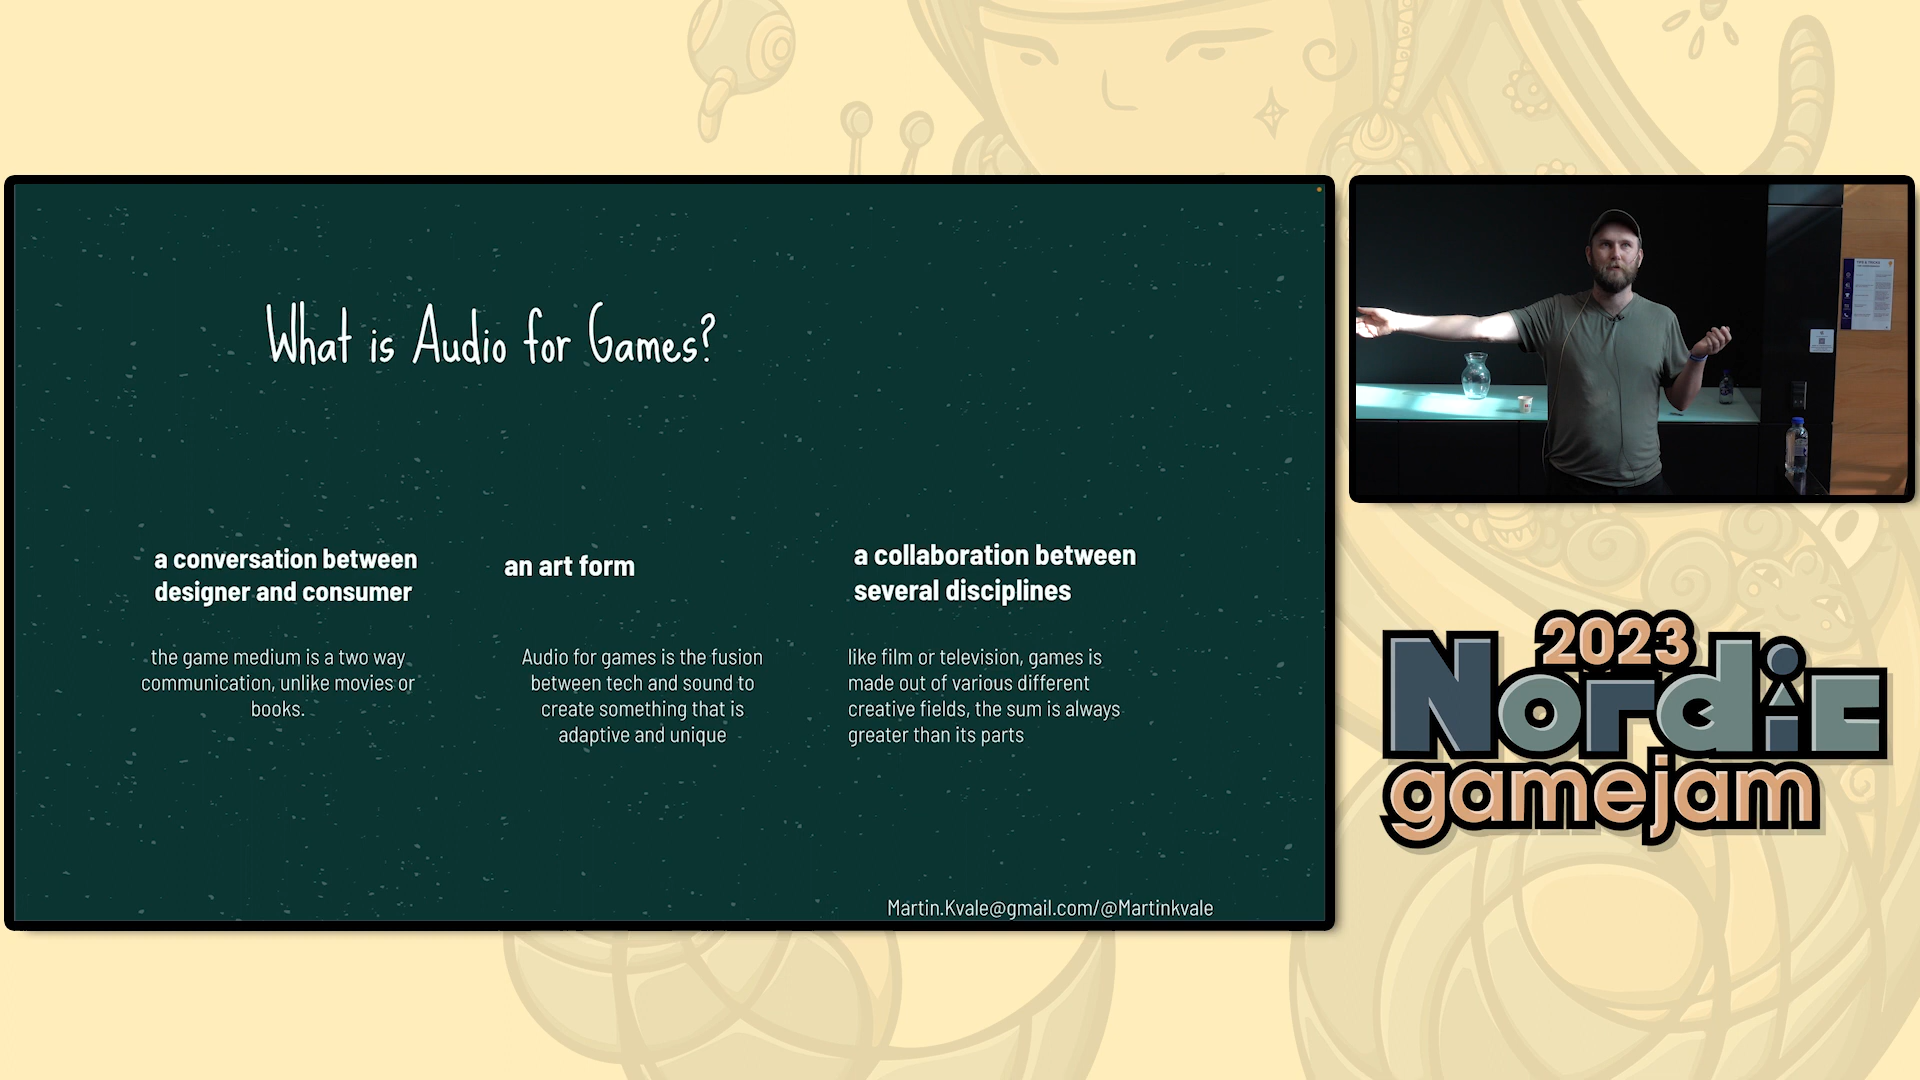 What is Audio for Games?
a conversation between
designer and consumer
the game medium is a two way
communication, unlike movies or
books.
an art form
Audio for games is the fusion
between tech and sound to
create something that is
adaptive and unique
a collaboration between
several disciplines
like film or television, games is
made out of various different
creative fields, the sum is always
greater than its parts
Martin.Kvale@gmail.com/@Martinkvale
2023
Nordic
gamejam